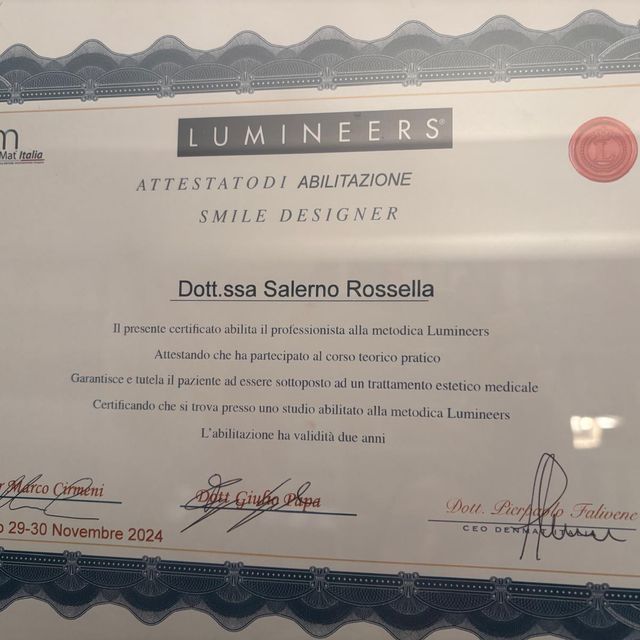 LUMINEERS®
m
Mat Italia
ATTESTATO DI ABILITAZIONE
SMILE DESIGNER
Dott.ssa Salerno Rossella
Il presente certificato abilita il professionista alla metodica Lumineers
Attestando che ha partecipato al corso teorico pratico
Garantisce e tutela il paziente ad essere sottoposto ad un trattamento estetico medicale
Certificando che si trova presso uno studio abilitato alla metodica Lumineers
L'abilitazione ha validità due anni
Marco Cirmeni
Dott Giulio Papa
Dott. Pierpaolo Falivene
CEO
29-30 Novembre 2024